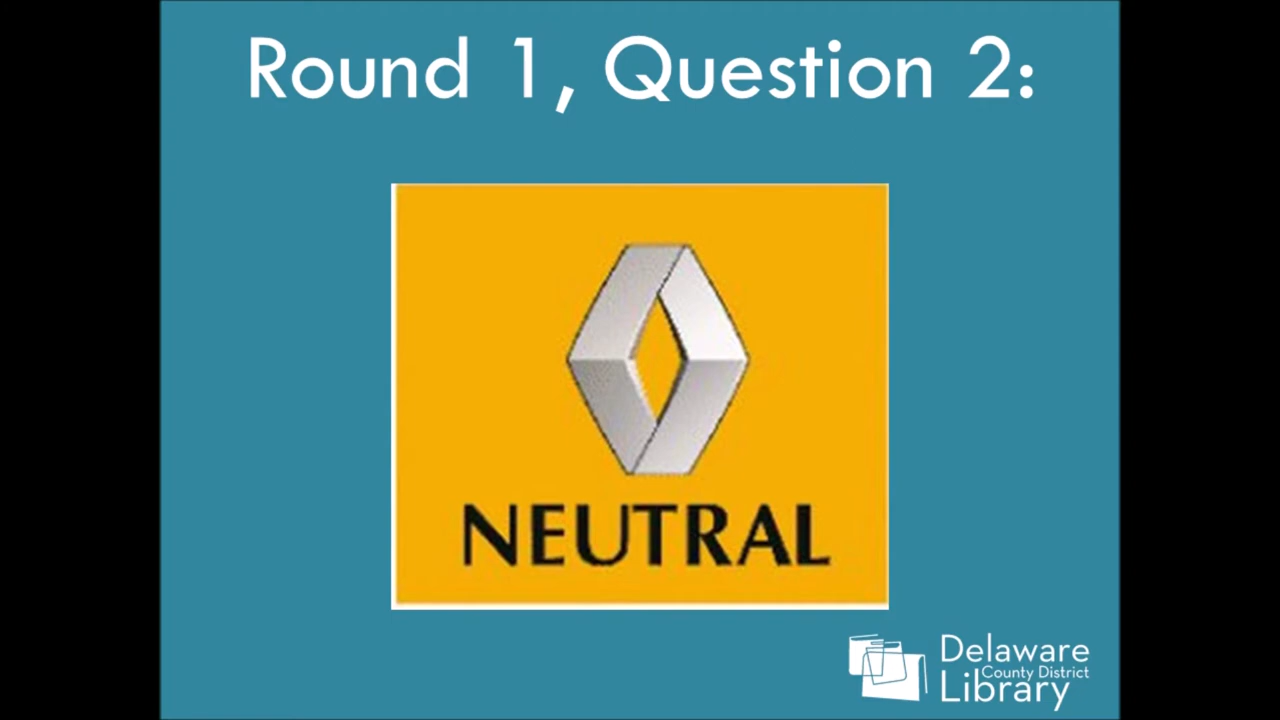 Round 1, Question 2:
NEUTRAL
Delaware
County District
Library